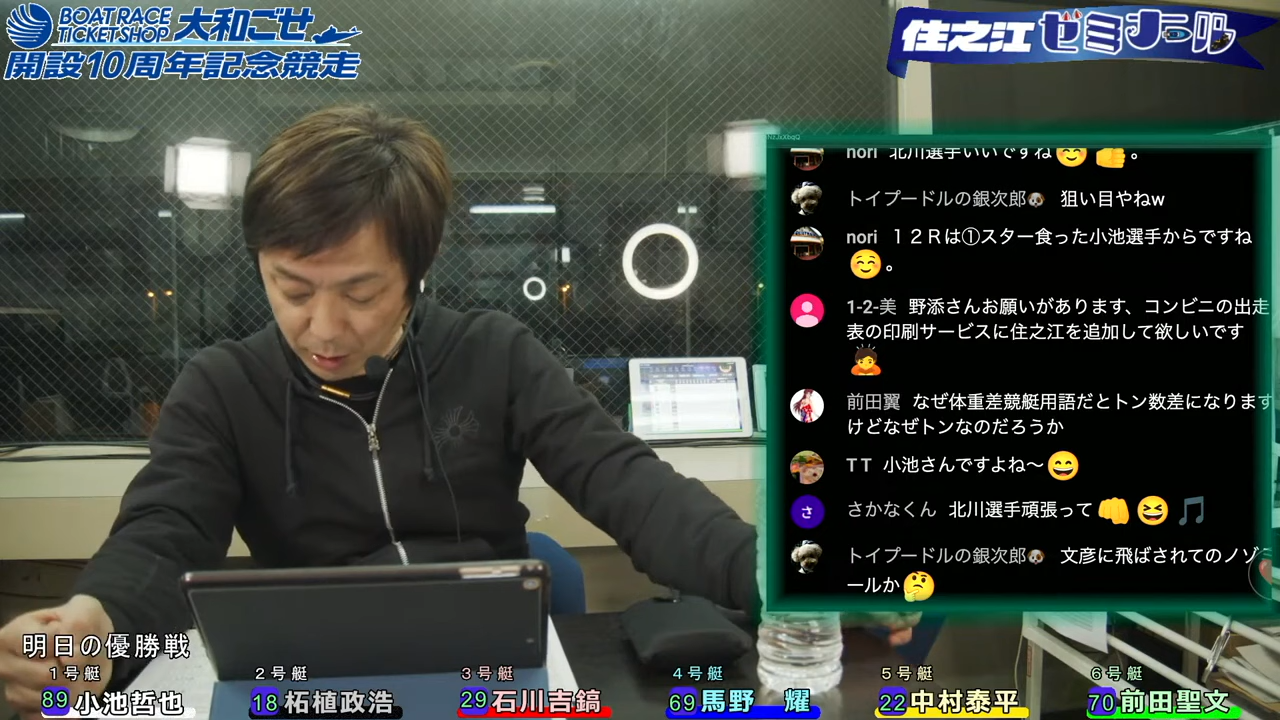 BOAT RACE
TICKET SHOP 大和ごせ
開設10周年記念競走
住之江ゼミナール
nori 北川選手いいですね☺️👍。
トイプードルの銀次郎🐶 狙い目やねw
nori １２Ｒは①スター食った小池選手からですね
☺️。
1-2-美 野添さんお願いがあります、コンビニの出走
表の印刷サービスに住之江を追加して欲しいです
🙇
前田翼 なぜ体重差競艇用語だとトン数差になります
けどなぜトンなのだろうか
T T 小池さんですよね〜😄
さ
さかなくん 北川選手頑張って👊😆🎵
トイプードルの銀次郎🐶 文彦に飛ばされてのノゾ
ールか🤔
明日の優勝戦
1号艇
89 小池哲也
2号艇
18 柘植政浩
3号艇
29 石川吉鎬
4号艇
69 馬野 耀
5号艇
22 中村泰平
6号艇
70 前田聖文